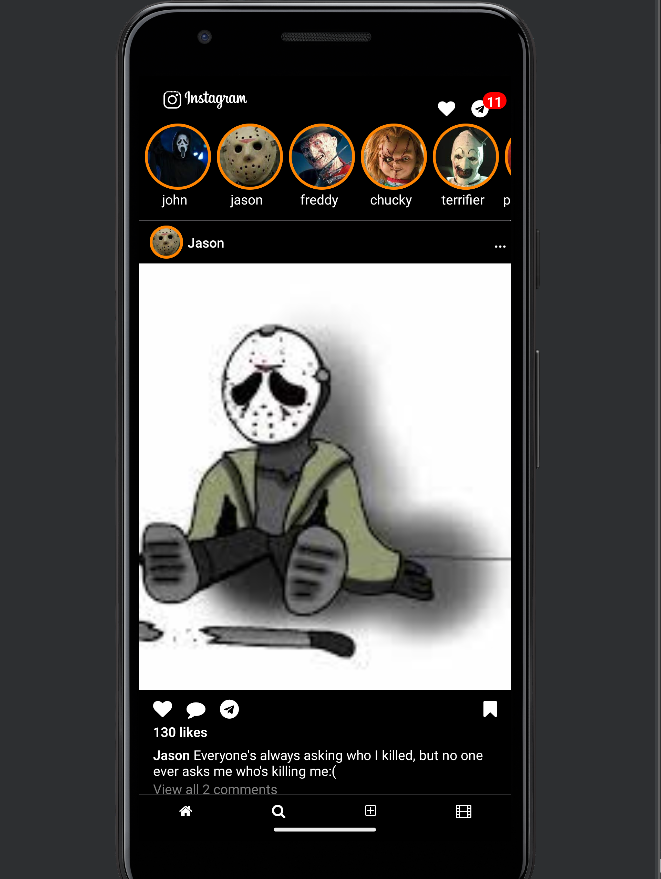 Instagram
11
john jason freddy chucky terrifier p
Jason
...
130 likes
Jason Everyone's always asking who I killed, but no one
ever asks me who's killing me:(
View all 2 comments